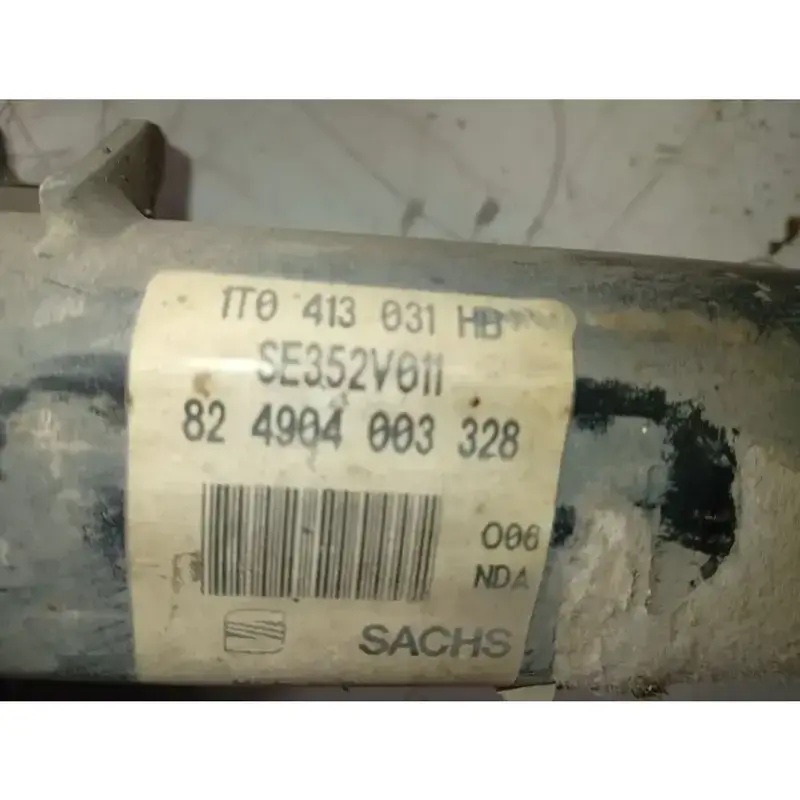 1T0 413 031 HB
SE352V011
82 4904 003 328
006
NDA
SACHS